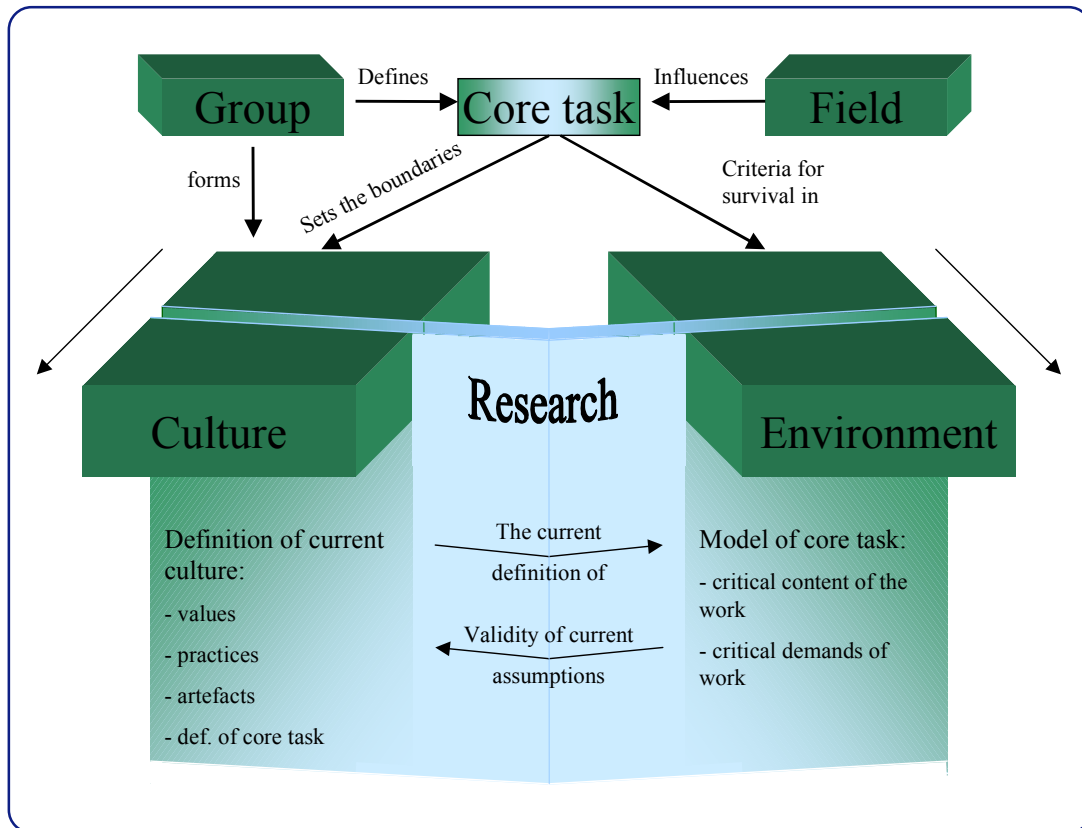 Defines
Influences
Group
Core task
Field
forms
Sets the boundaries
Criteria for
survival in
Research
Culture
Environment
Definition of current
culture:
- values
- practices
- artefacts
- def. of core task
The current
definition of
Validity of current
assumptions
Model of core task:
- critical content of the
work
- critical demands of
work